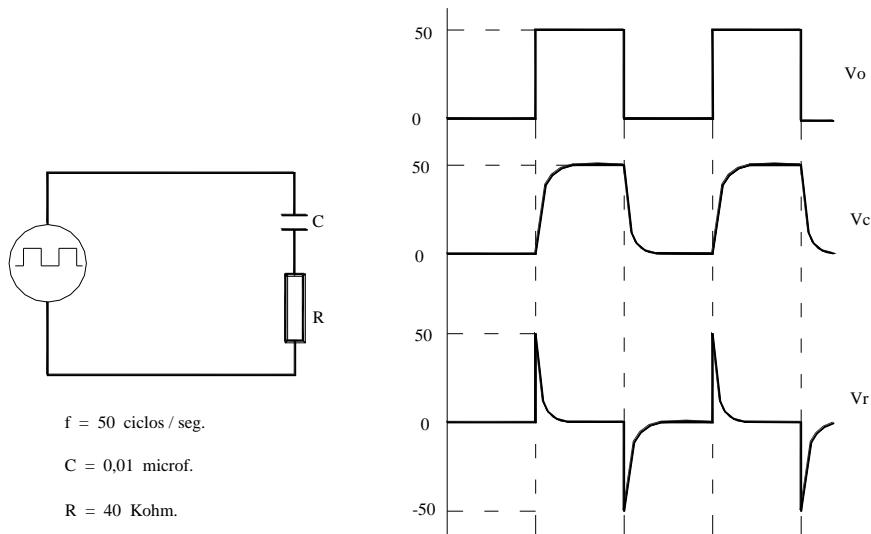 C
R
f = 50 ciclos / seg.
C = 0,01 microf.
R = 40 Kohm.
50
0
Vo
50
0
Vc
50
0
-50
Vr